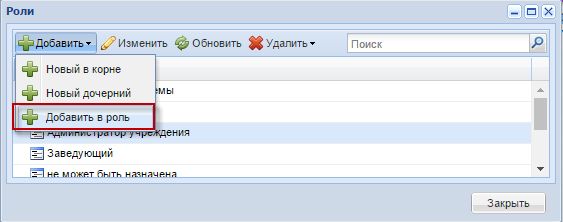 Роли
Добавить Изменить Обновить Удалить Поиск
Новый в корне
Новый дочерний
емы
Добавить в роль
Администратор учреждения
Заведующий
не может быть назначена
Закрыть